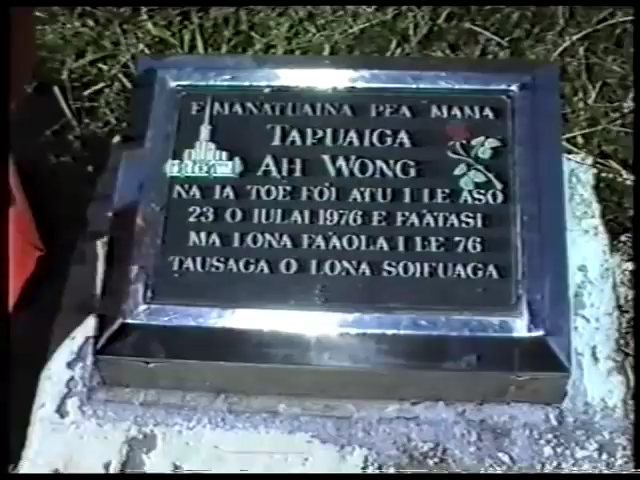 E MANATUAINA PEA MAMA
TAPUAIGA
AH WONG
NA IA TOE FO'I ATU I LE ASO
23 O IULAI 1976 E FAATASI
MA LONA FAAOLA I LE 76
TAUSAGA O LONA SOIFUAGA